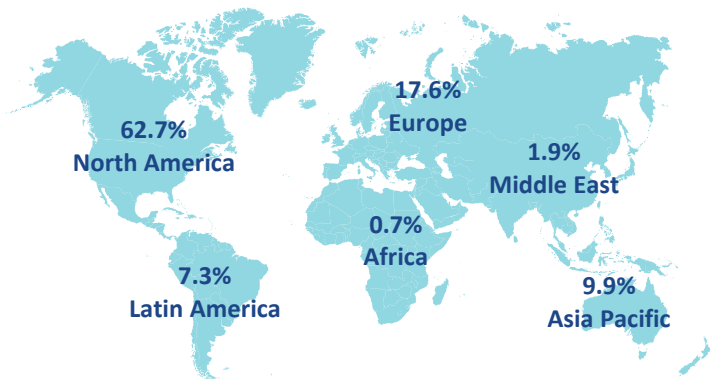 17.6%
Europe
62.7%
North America
1.9%
Middle East
0.7%
Africa
7.3%
Latin America
9.9%
Asia Pacific